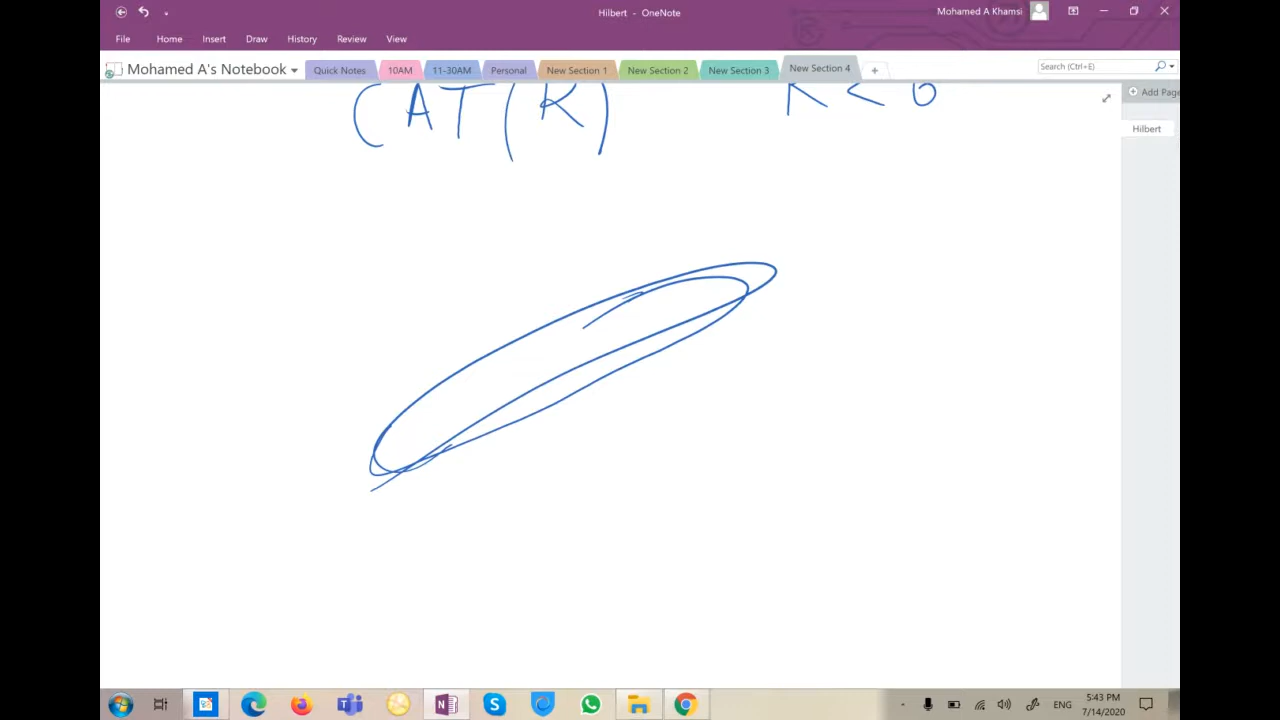 Hilbert - OneNote
Mohamed A Khamsi
File Home Insert Draw History Review View
Mohamed A's Notebook
Quick Notes 10AM 11-30AM Personal New Section 1 New Section 2 New Section 3 New Section 4
Search (Ctrl+E)
Add Page
Hilbert
CAT(K) K < 0
ENG
5:43 PM
7/14/2020